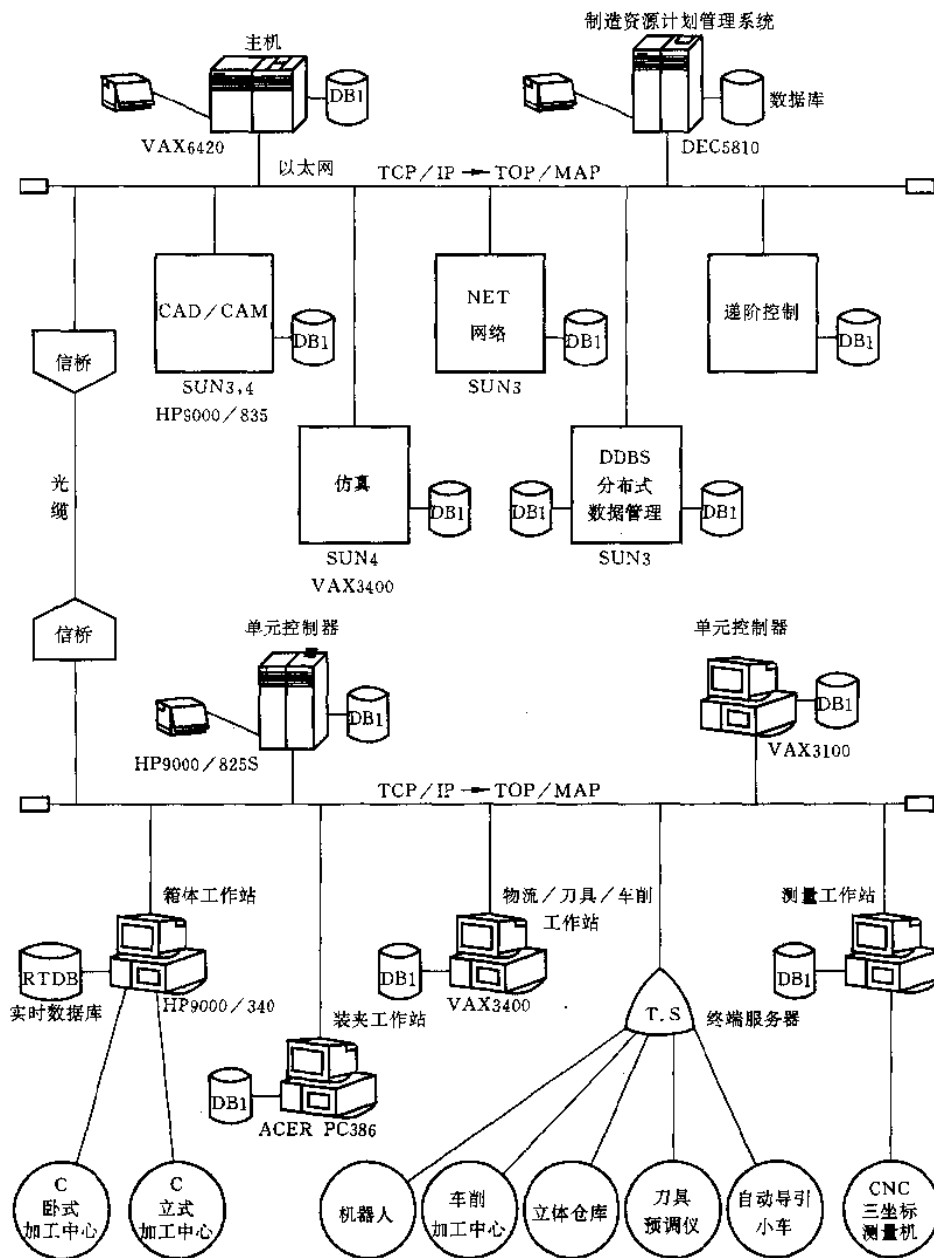 制造资源计划管理系统
主机
DB1
数据库
VAX6420
DEC5810
以太网
TCP/IP→TOP/MAP
CAD/CAM
DB1
SUN3,4
HP9000/835
NET
网络
DB1
SUN3
递阶控制
DB1
信桥
光缆
仿真
DB1
SUN4
VAX3400
DDBS
分布式
数据管理
DB1
DB1
SUN3
信桥
单元控制器
DB1
HP9000/825S
单元控制器
DB1
VAX3100
TCP/IP→TOP/MAP
箱体工作站
RTDB
实时数据库
HP9000/340
装夹工作站
DB1
ACER PC386
物流/刀具/车削
工作站
DB1
VAX3400
T.S
终端服务器
测量工作站
DB1
C
卧式
加工中心
C
立式
加工中心
机器人
车削
加工中心
立体仓库
刀具
预调仪
自动导引
小车
CNC
三坐标
测量机